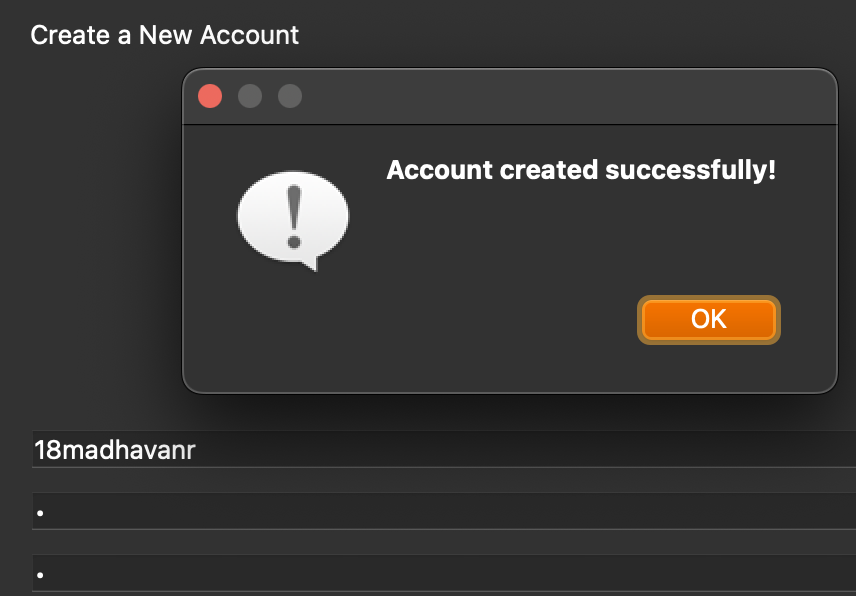 Create a New Account
Account created successfully!
OK
18madhavanr
•
•